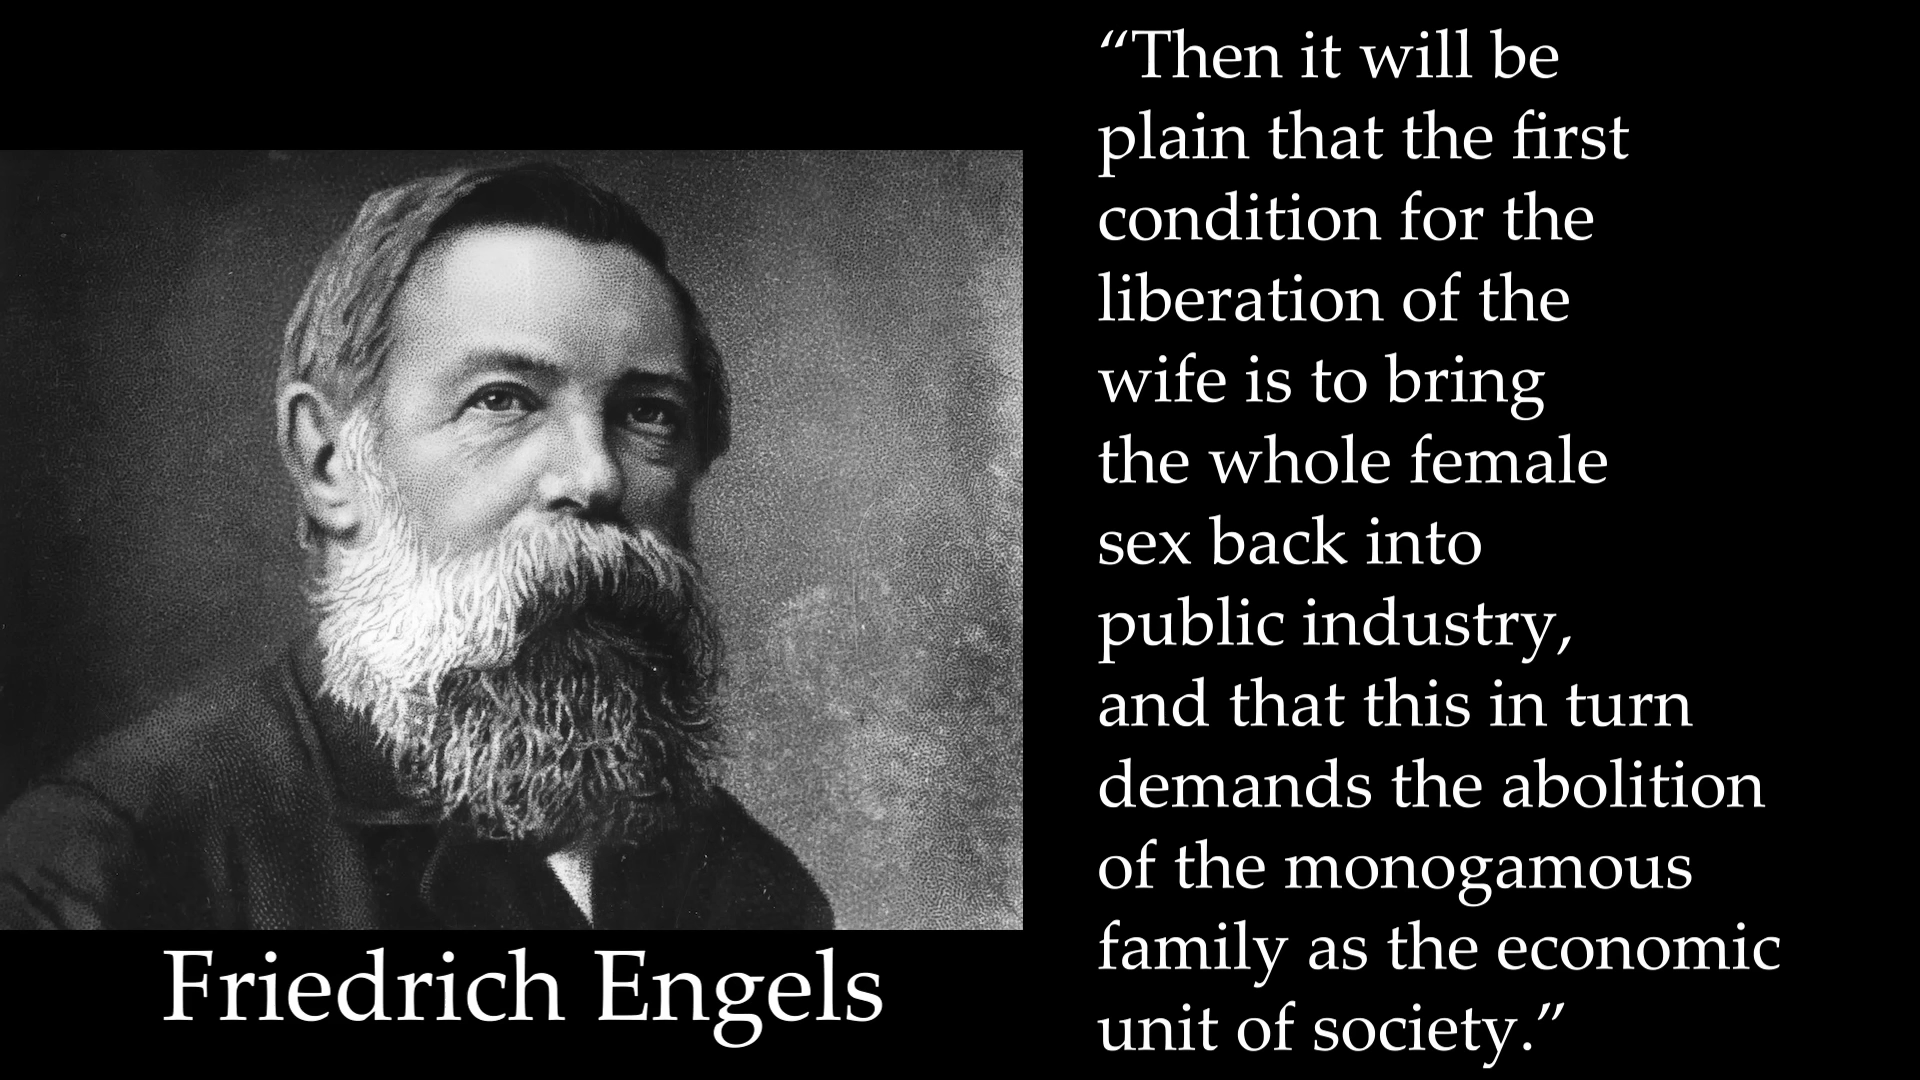 “Then it will be
plain that the first
condition for the
liberation of the
wife is to bring
the whole female
sex back into
public industry,
and that this in turn
demands the abolition
of the monogamous
family as the economic
unit of society.”
Friedrich Engels